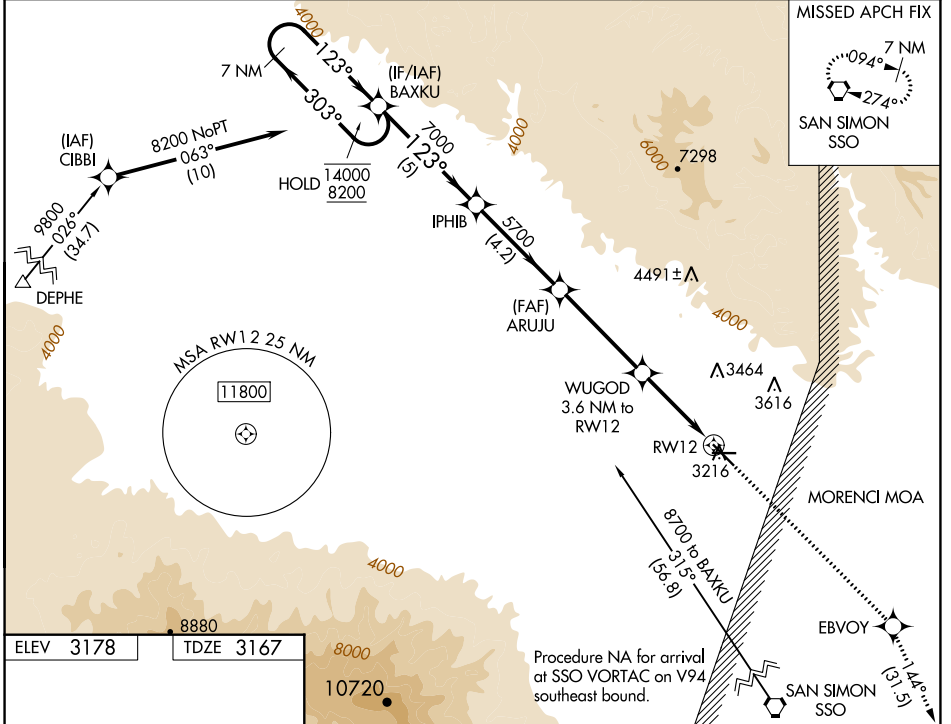 MISSED APCH FIX
7 NM
094°
274°
SAN SIMON
SSO
4000
7 NM
123°
303°
(IF/IAF)
BAXKU
HOLD 14000
8200
7000
123°
(5)
4000
6000
7298
(IAF)
CIBBI
8200 NoPT
063°
(10)
9800
026°
(34.7)
DEPHE
4000
IPHIB
5700
(4.2)
4491±
(FAF)
ARUJU
4000
MSA RW12 25 NM
11800
WUGOD
3.6 NM to
RW12
3464
3616
RW12
3216
MORENCI MOA
8700 to BAXKU
315°
(56.8)
4000
EBVOY
144°
(31.5)
8880
ELEV 3178
TDZE 3167
8000
10720
Procedure NA for arrival
at SSO VORTAC on V94
southeast bound.
SAN SIMON
SSO